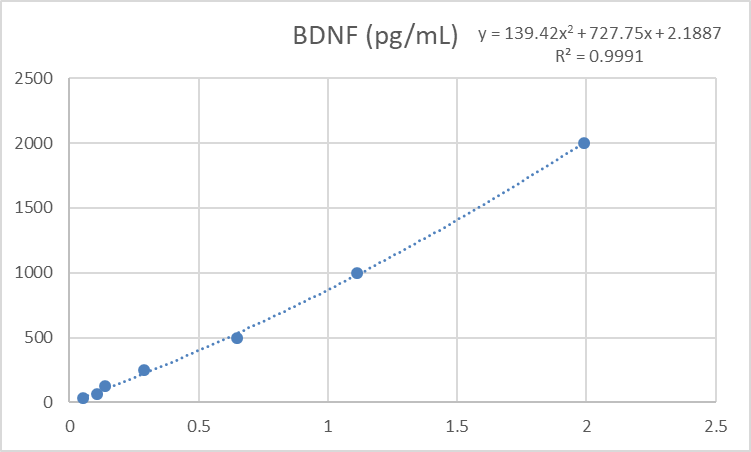 BDNF (pg/mL)
y = 139.42x² + 727.75x + 2.1887
R² = 0.9991
2500
2000
1500
1000
500
0
0 0.5 1 1.5 2 2.5